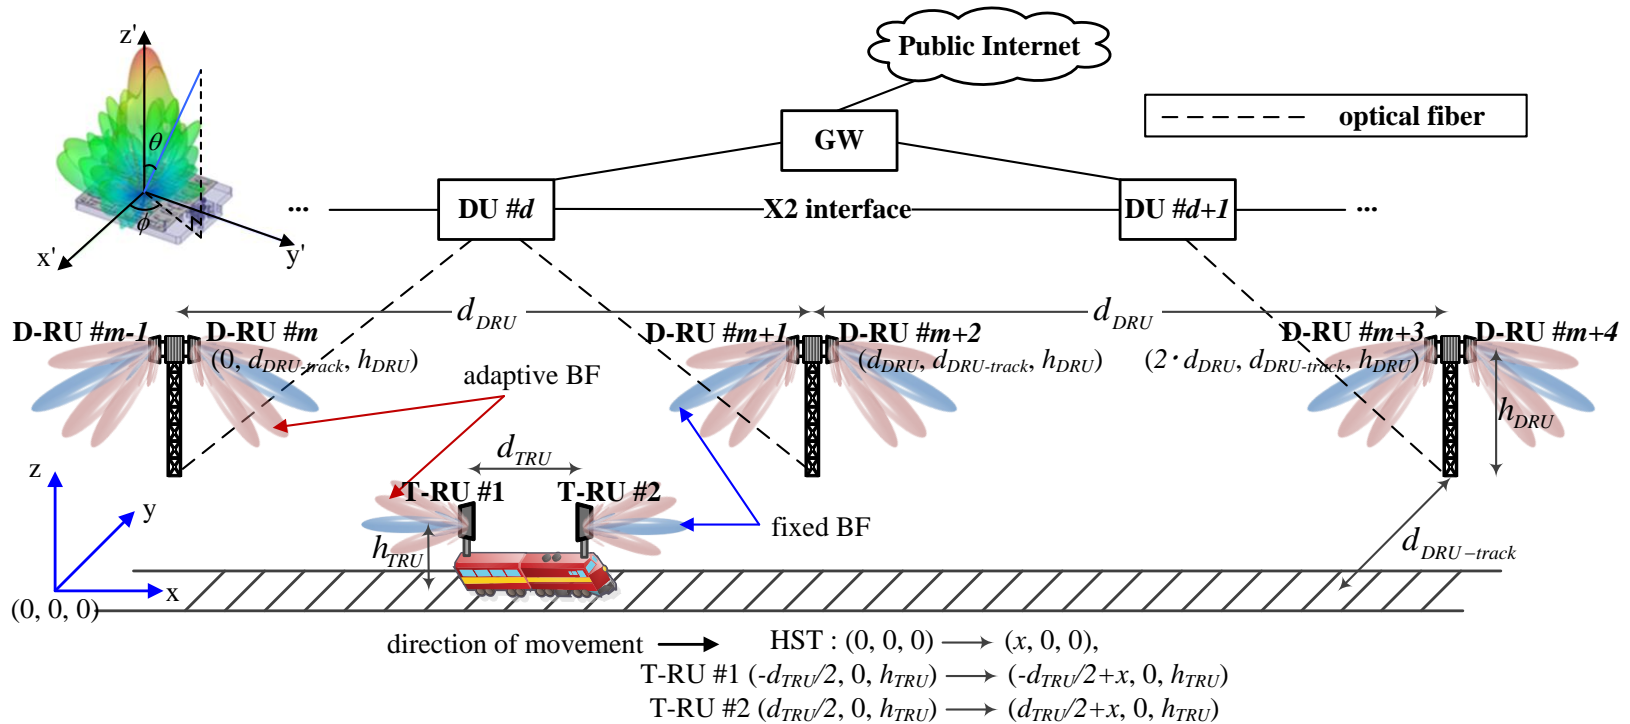 Public Internet
z'
optical fiber
GW
θ
DU #d
X2 interface
DU #d+1
...
...
ϕ
x'
y'
d_DRU
d_DRU
D-RU #m-1
D-RU #m
D-RU #m+1
D-RU #m+2
D-RU #m+3
D-RU #m+4
(0, d_DRU-track, h_DRU)
(d_DRU, d_DRU-track, h_DRU)
(2· d_DRU, d_DRU-track, h_DRU)
adaptive BF
h_DRU
d_TRU
z
T-RU #1
T-RU #2
y
fixed BF
h_TRU
d_DRU-track
x
(0, 0, 0)
direction of movement → HST : (0, 0, 0) → (x, 0, 0),
T-RU #1 (-d_TRU/2, 0, h_TRU) → (-d_TRU/2+x, 0, h_TRU)
T-RU #2 (d_TRU/2, 0, h_TRU) → (d_TRU/2+x, 0, h_TRU)